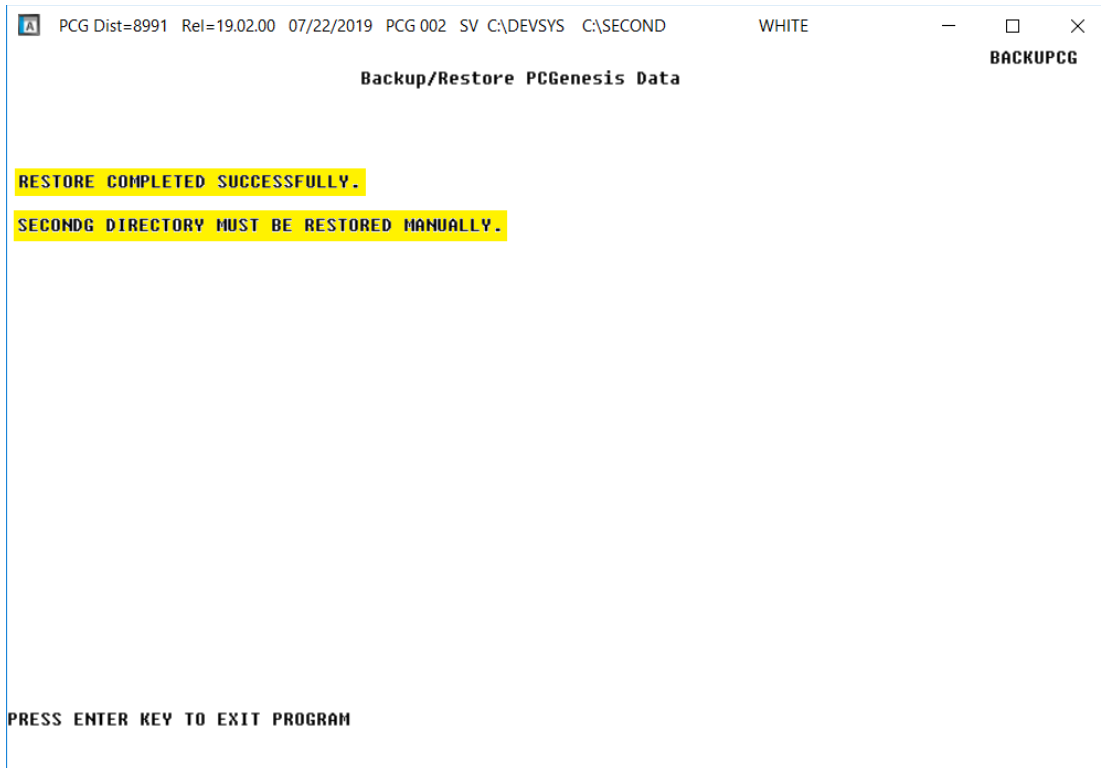 PCG Dist=8991 Rel=19.02.00 07/22/2019 PCG 002 SV C:\DEVSYS C:\SECOND WHITE
BACKUPCG
Backup/Restore PCGenesis Data
RESTORE COMPLETED SUCCESSFULLY.
SECONDG DIRECTORY MUST BE RESTORED MANUALLY.
PRESS ENTER KEY TO EXIT PROGRAM